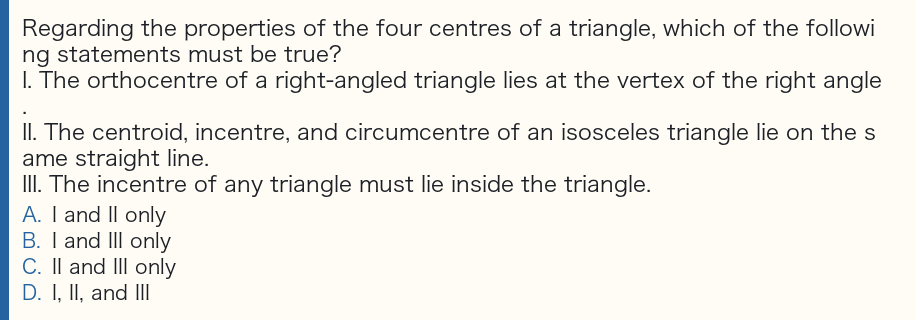 Regarding the properties of the four centres of a triangle, which of the followi
ng statements must be true?
I. The orthocentre of a right-angled triangle lies at the vertex of the right angle
.
II. The centroid, incentre, and circumcentre of an isosceles triangle lie on the s
ame straight line.
III. The incentre of any triangle must lie inside the triangle.
A. I and II only
B. I and III only
C. II and III only
D. I, II, and III